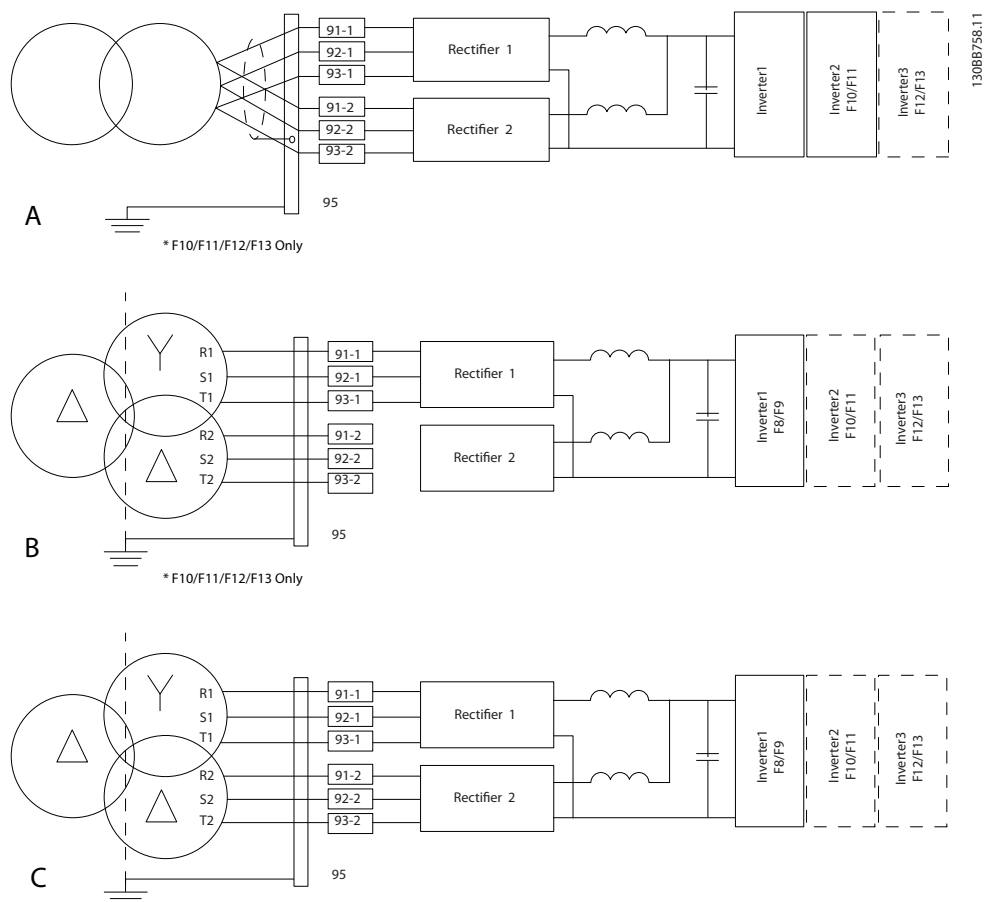 130BB758.11
91-1
92-1
93-1
91-2
92-2
93-2
Rectifier 1
Rectifier 2
Inverter1
Inverter2
F10/F11
Inverter3
F12/F13
95
A
* F10/F11/F12/F13 Only
R1
S1
T1
R2
S2
T2
91-1
92-1
93-1
91-2
92-2
93-2
Rectifier 1
Rectifier 2
Inverter1
F8/F9
Inverter2
F10/F11
Inverter3
F12/F13
95
B
* F10/F11/F12/F13 Only
R1
S1
T1
R2
S2
T2
91-1
92-1
93-1
91-2
92-2
93-2
Rectifier 1
Rectifier 2
Inverter1
F8/F9
Inverter2
F10/F11
Inverter3
F12/F13
95
C